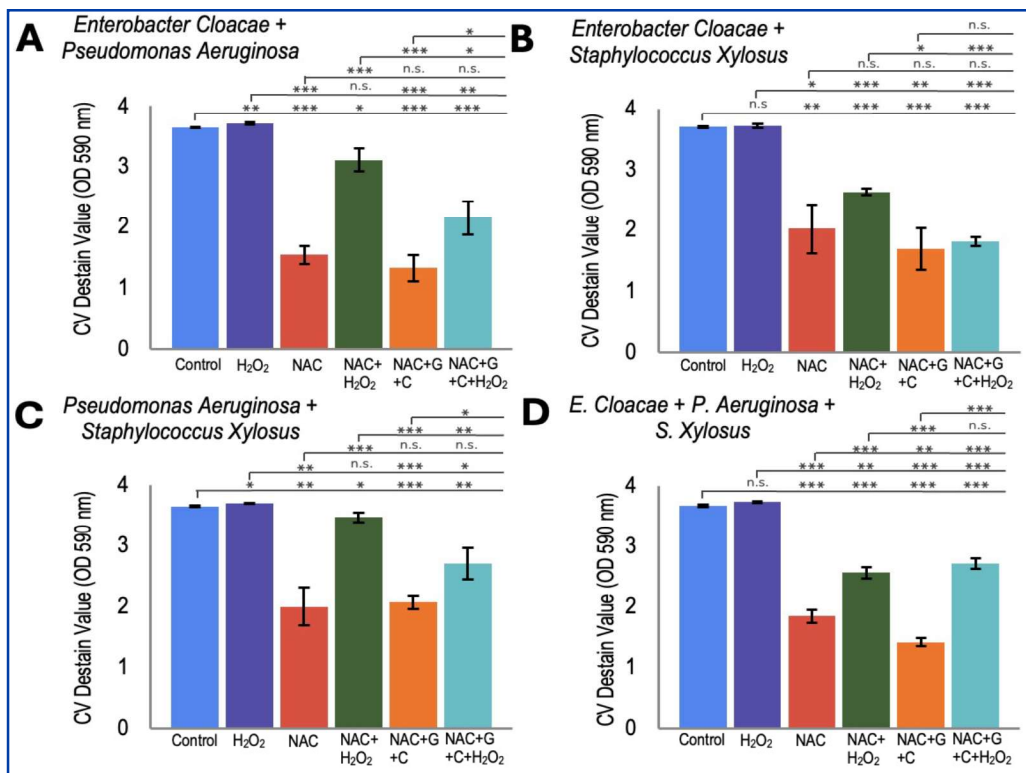 A
Enterobacter Cloacae +
Pseudomonas Aeruginosa
*
*** *
*** n.s. n.s.
*** n.s. *** ***
** *** * *** ***
CV Destain Value (OD 590 nm)
4
3
2
1
0
Control H₂O₂ NAC NAC+ NAC+G NAC+G
H₂O₂ +C +C+H₂O₂
B
Enterobacter Cloacae +
Staphylococcus Xylosus
n.s.
* ***
n.s. n.s. n.s.
* *** ** ***
n.s ** *** *** ***
CV Destain Value (OD 590 nm)
4
3
2
1
0
Control H₂O₂ NAC NAC+ NAC+G NAC+G
H₂O₂ +C +C+H₂O₂
C
Pseudomonas Aeruginosa +
Staphylococcus Xylosus
*
*** **
*** n.s. n.s.
** n.s. *** *
* ** * *** **
CV Destain Value (OD 590 nm)
4
3
2
1
0
Control H₂O₂ NAC NAC+ NAC+G NAC+G
H₂O₂ +C +C+H₂O₂
D
E. Cloacae + P. Aeruginosa +
S. Xylosus
***
*** n.s.
*** ** ***
*** ** *** ***
n.s. *** *** *** ***
CV Destain Value (OD 590 nm)
4
3
2
1
0
Control H₂O₂ NAC NAC+ NAC+G NAC+G
H₂O₂ +C +C+H₂O₂